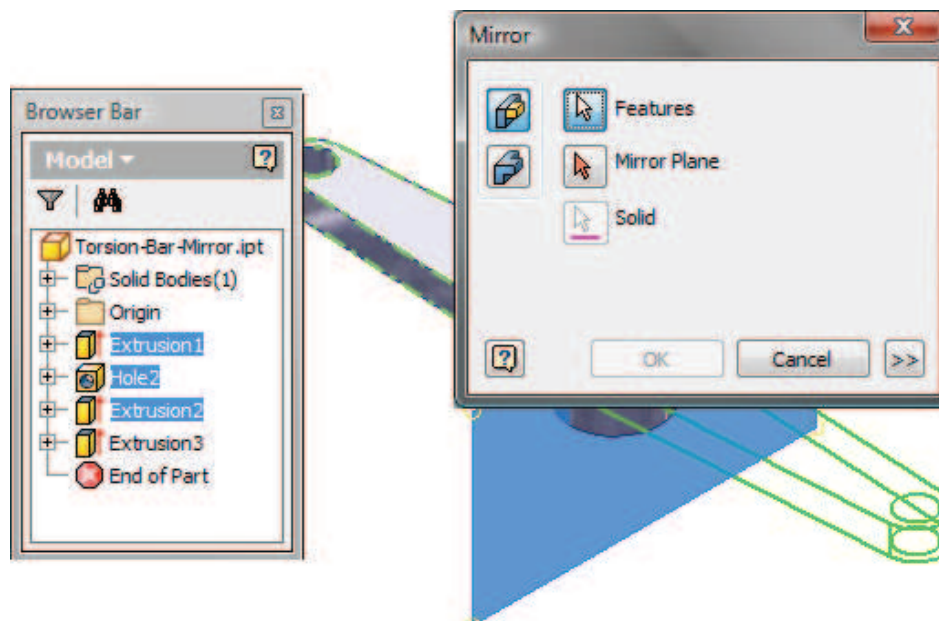 Browser Bar
Model
Torsion-Bar-Mirror.ipt
Solid Bodies(1)
Origin
Extrusion1
Hole2
Extrusion2
Extrusion3
End of Part
Mirror
Features
Mirror Plane
Solid
OK
Cancel
>>